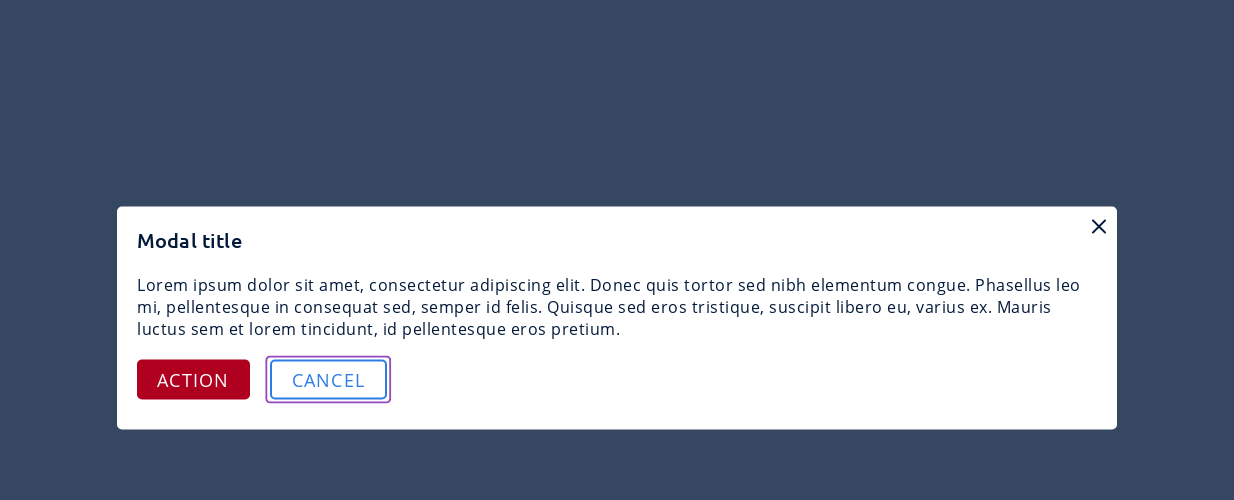 Modal title
Lorem ipsum dolor sit amet, consectetur adipiscing elit. Donec quis tortor sed nibh elementum congue. Phasellus leo
mi, pellentesque in consequat sed, semper id felis. Quisque sed eros tristique, suscipit libero eu, varius ex. Mauris
luctus sem et lorem tincidunt, id pellentesque eros pretium.
ACTION CANCEL